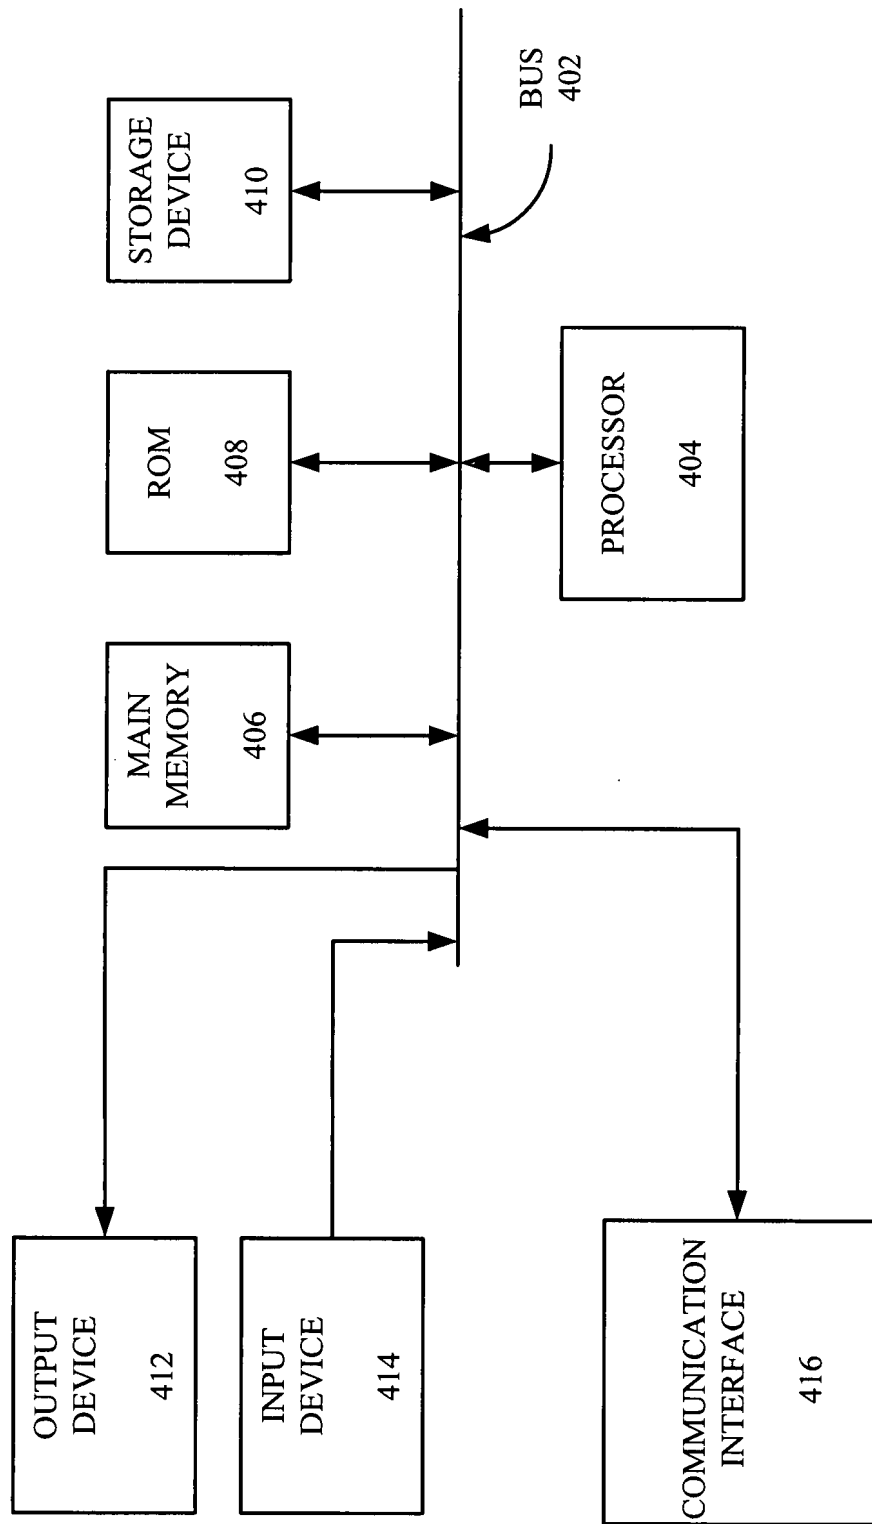 OUTPUT
DEVICE
412
INPUT
DEVICE
414
COMMUNICATION
INTERFACE
416
MAIN
MEMORY
406
ROM
408
STORAGE
DEVICE
410
PROCESSOR
404
BUS
402